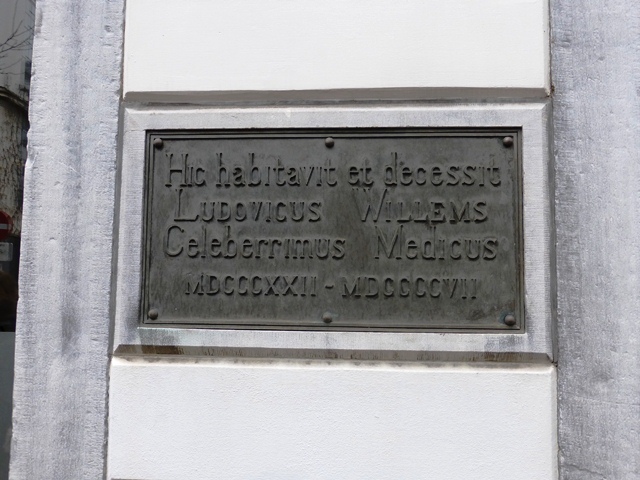 Hic habitavit et decessit
Ludovicus Willems
Celeberrimus Medicus
MDCCCXXII - MDCCCCVII